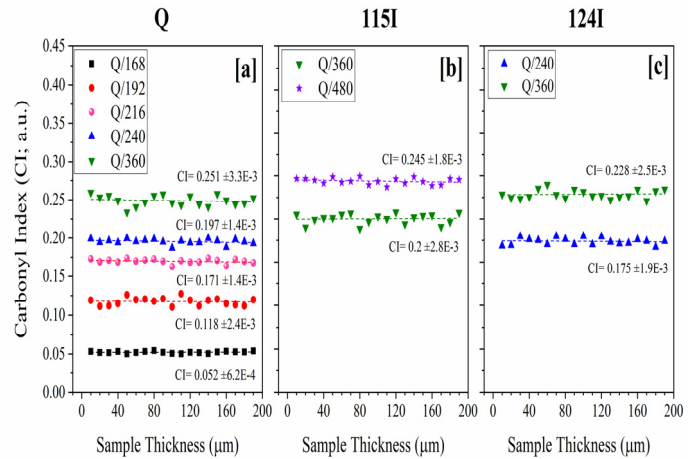 Q
115I
124I
Carbonyl Index (CI; a.u.)
0.45
0.40
0.35
0.30
0.25
0.20
0.15
0.10
0.05
0.00
[a]
Q/168
Q/192
Q/216
Q/240
Q/360
CI= 0.251 ±3.3E-3
CI= 0.197 ±1.4E-3
CI= 0.171 ±1.4E-3
CI= 0.118 ±2.4E-3
CI= 0.052 ±6.2E-4
0 40 80 120 160 200
Sample Thickness (μm)
[b]
Q/360
Q/480
CI= 0.245 ±1.8E-3
CI= 0.2 ±2.8E-3
0 40 80 120 160 200
Sample Thickness (μm)
[c]
Q/240
Q/360
CI= 0.228 ±2.5E-3
CI= 0.175 ±1.9E-3
0 40 80 120 160 200
Sample Thickness (μm)